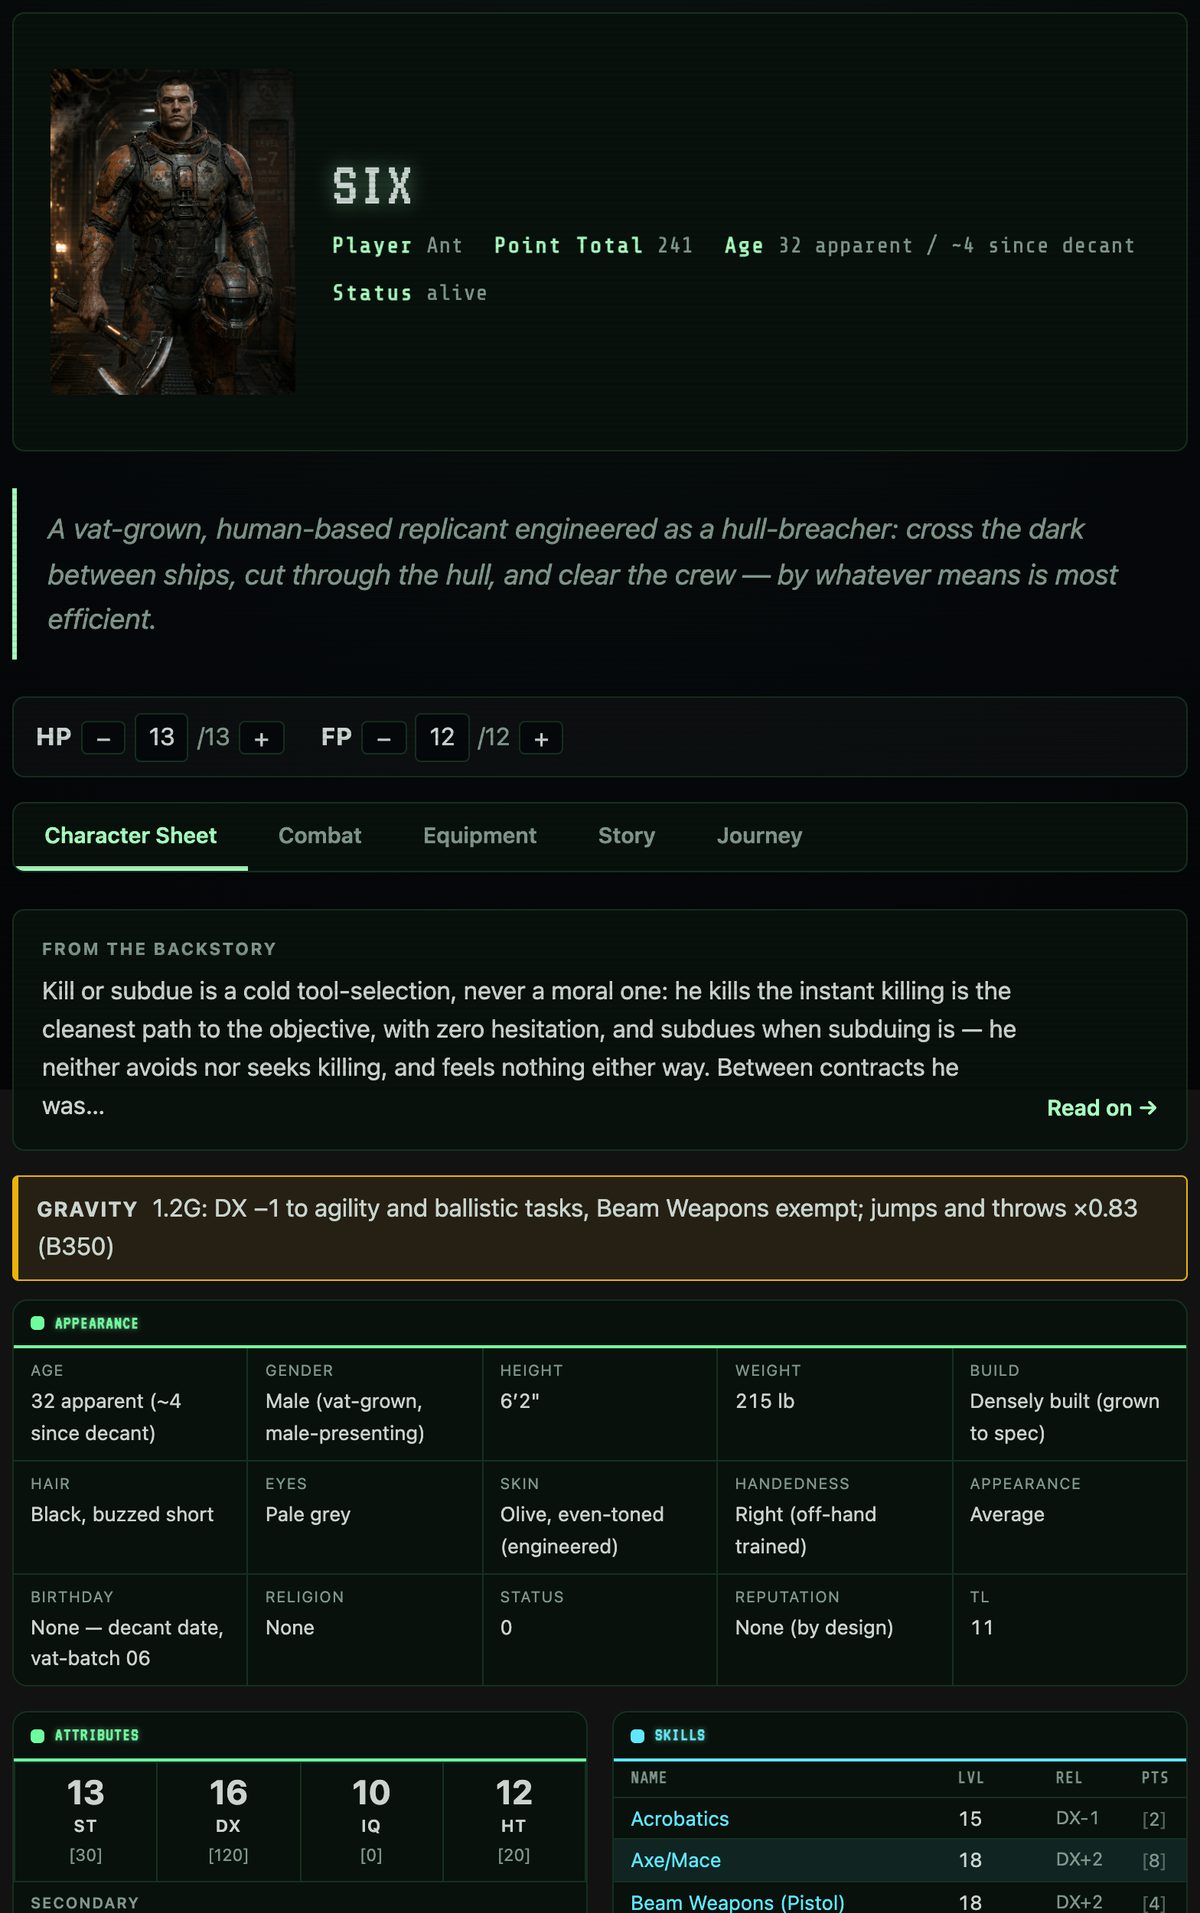 SIX
Player Ant Point Total 241 Age 32 apparent / ~4 since decant
Status alive
A vat-grown, human-based replicant engineered as a hull-breacher: cross the dark
between ships, cut through the hull, and clear the crew — by whatever means is most
efficient.
HP – 13 /13 + FP – 12 /12 +
Character Sheet Combat Equipment Story Journey
FROM THE BACKSTORY
Kill or subdue is a cold tool-selection, never a moral one: he kills the instant killing is the
cleanest path to the objective, with zero hesitation, and subdues when subduing is — he
neither avoids nor seeks killing, and feels nothing either way. Between contracts he
was...
Read on →
GRAVITY 1.2G: DX −1 to agility and ballistic tasks, Beam Weapons exempt; jumps and throws ×0.83
(B350)
APPEARANCE
AGE GENDER HEIGHT WEIGHT BUILD
32 apparent (~4 Male (vat-grown, 6′2" 215 lb Densely built (grown
since decant) male-presenting) to spec)
HAIR EYES SKIN HANDEDNESS APPEARANCE
Black, buzzed short Pale grey Olive, even-toned Right (off-hand Average
(engineered) trained)
BIRTHDAY RELIGION STATUS REPUTATION TL
None — decant date, None 0 None (by design) 11
vat-batch 06
ATTRIBUTES
13 16 10 12
ST DX IQ HT
[30] [120] [0] [20]
SECONDARY
SKILLS
NAME LVL REL PTS
Acrobatics 15 DX-1 [2]
Axe/Mace 18 DX+2 [8]
Beam Weapons (Pistol) 18 DX+2 [4]